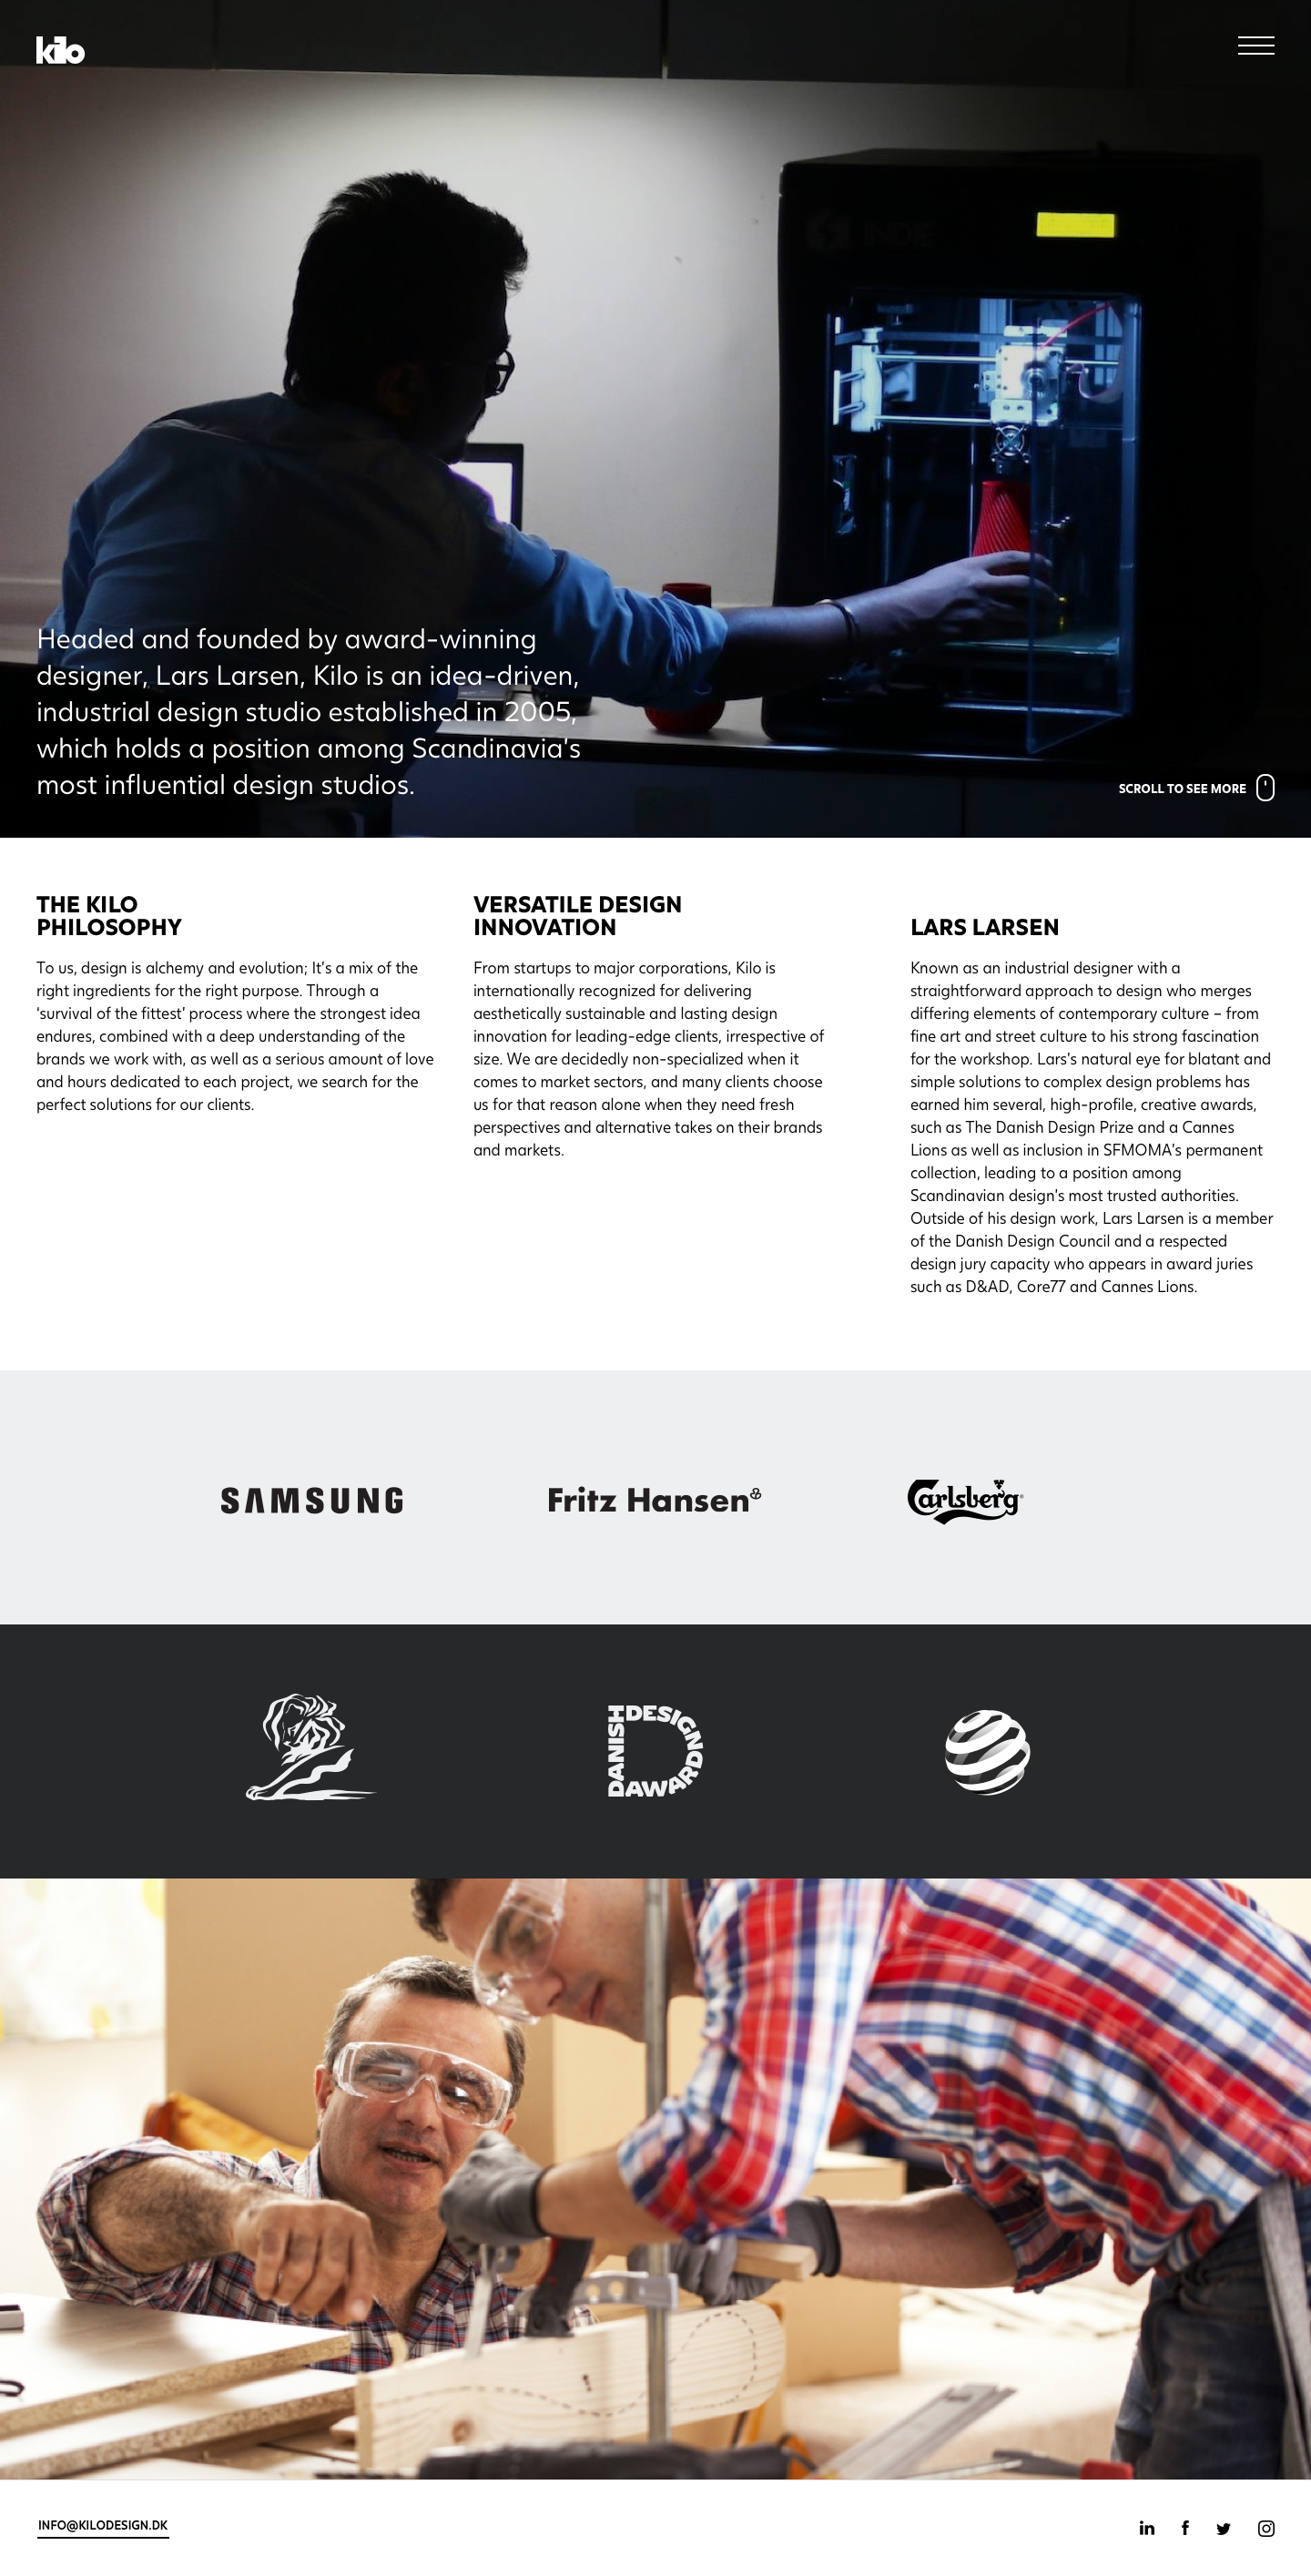 kilo
INDIE
Headed and founded by award-winning
designer, Lars Larsen, Kilo is an idea-driven,
industrial design studio established in 2005,
which holds a position among Scandinavia's
most influential design studios.
SCROLL TO SEE MORE
THE KILO
PHILOSOPHY
To us, design is alchemy and evolution; It's a mix of the
right ingredients for the right purpose. Through a
'survival of the fittest' process where the strongest idea
endures, combined with a deep understanding of the
brands we work with, as well as a serious amount of love
and hours dedicated to each project, we search for the
perfect solutions for our clients.
VERSATILE DESIGN
INNOVATION
From startups to major corporations, Kilo is
internationally recognized for delivering
aesthetically sustainable and lasting design
innovation for leading-edge clients, irrespective of
size. We are decidedly non-specialized when it
comes to market sectors, and many clients choose
us for that reason alone when they need fresh
perspectives and alternative takes on their brands
and markets.
LARS LARSEN
Known as an industrial designer with a
straightforward approach to design who merges
differing elements of contemporary culture – from
fine art and street culture to his strong fascination
for the workshop. Lars's natural eye for blatant and
simple solutions to complex design problems has
earned him several, high-profile, creative awards,
such as The Danish Design Prize and a Cannes
Lions as well as inclusion in SFMOMA's permanent
collection, leading to a position among
Scandinavian design's most trusted authorities.
Outside of his design work, Lars Larsen is a member
of the Danish Design Council and a respected
design jury capacity who appears in award juries
such as D&AD, Core77 and Cannes Lions.
SAMSUNG
Fritz Hansen
Carlsberg®
DANISH DESIGN AWARD
INFO@KILODESIGN.DK